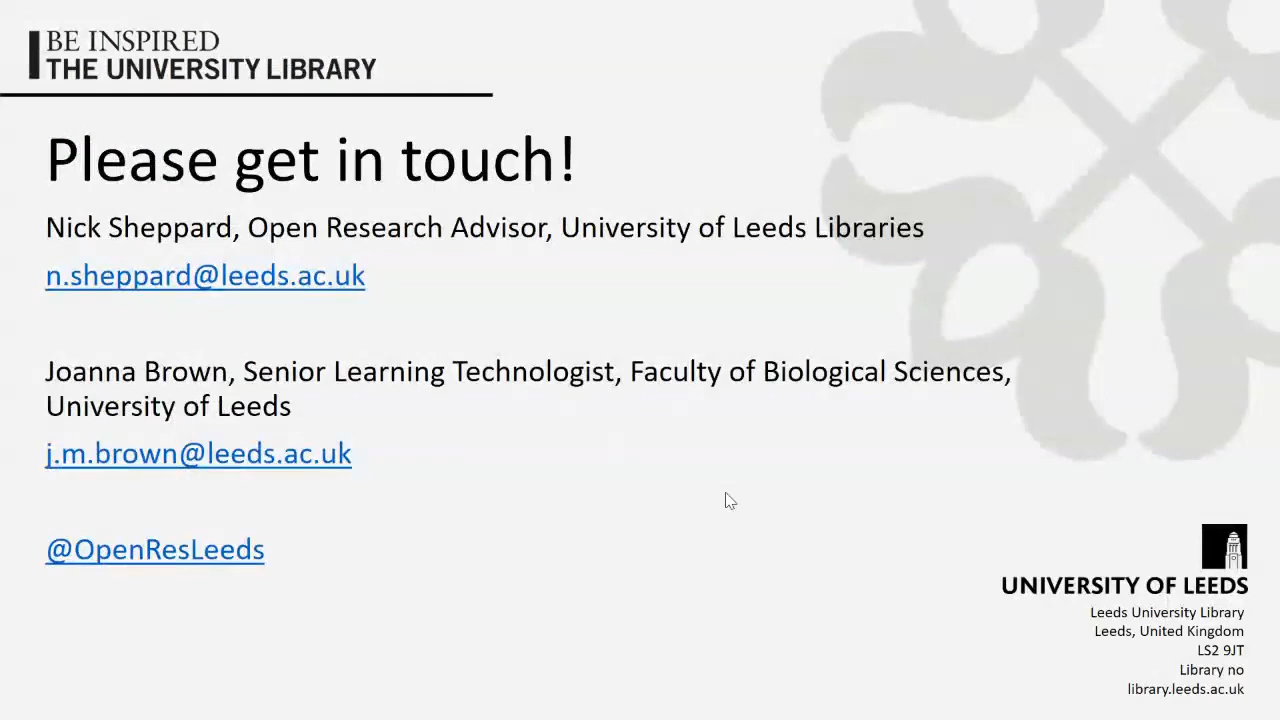 BE INSPIRED
THE UNIVERSITY LIBRARY
Please get in touch!
Nick Sheppard, Open Research Advisor, University of Leeds Libraries
n.sheppard@leeds.ac.uk
Joanna Brown, Senior Learning Technologist, Faculty of Biological Sciences,
University of Leeds
j.m.brown@leeds.ac.uk
@OpenResLeeds
UNIVERSITY OF LEEDS
Leeds University Library
Leeds, United Kingdom
LS2 9JT
Library no
library.leeds.ac.uk